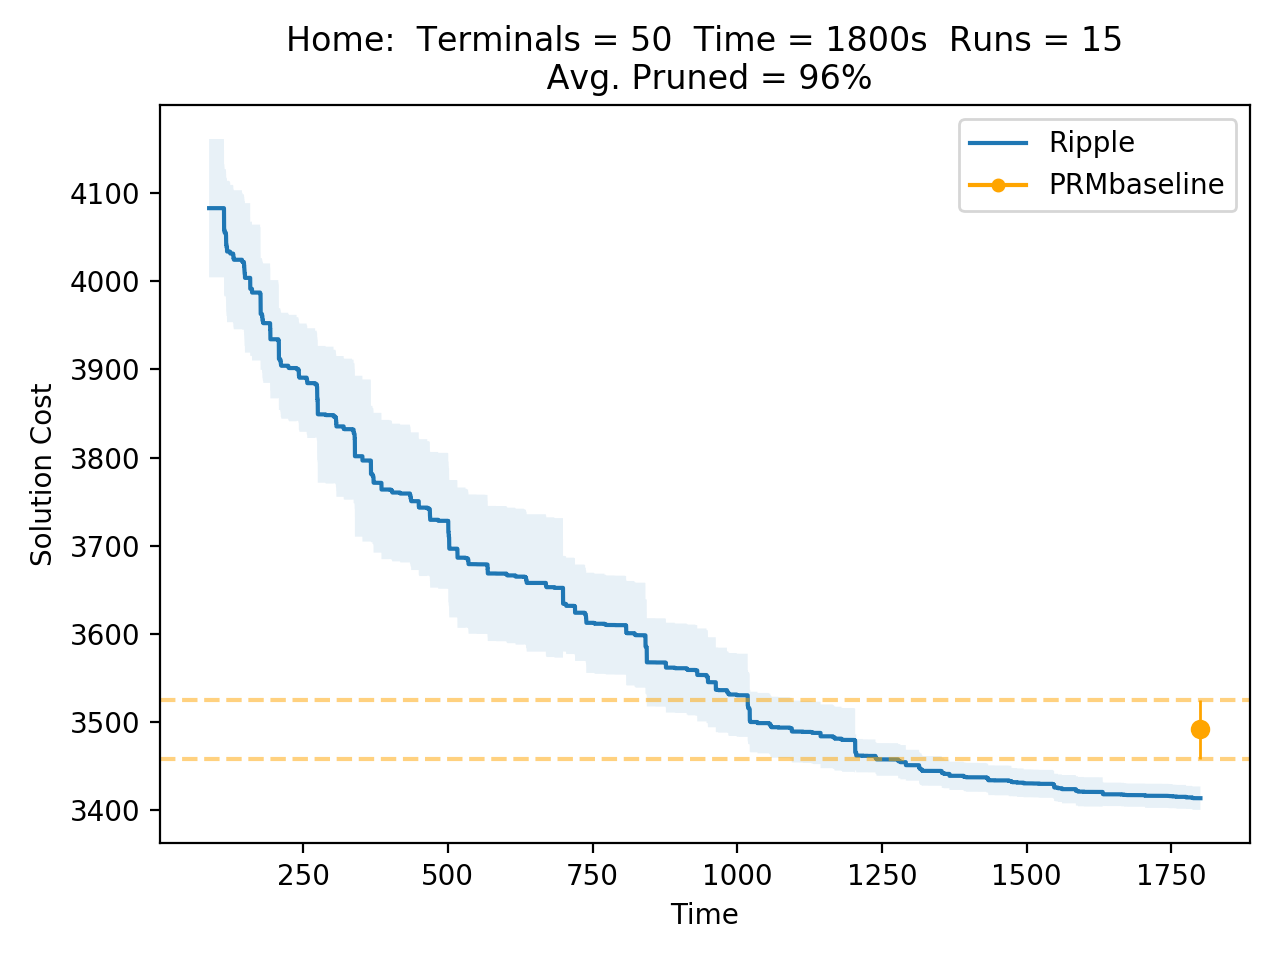 Home:  Terminals = 50  Time = 1800s  Runs = 15
Avg. Pruned = 96%
Ripple
PRMbaseline
Solution Cost
4100
4000
3900
3800
3700
3600
3500
3400
250
500
750
1000
1250
1500
1750
Time